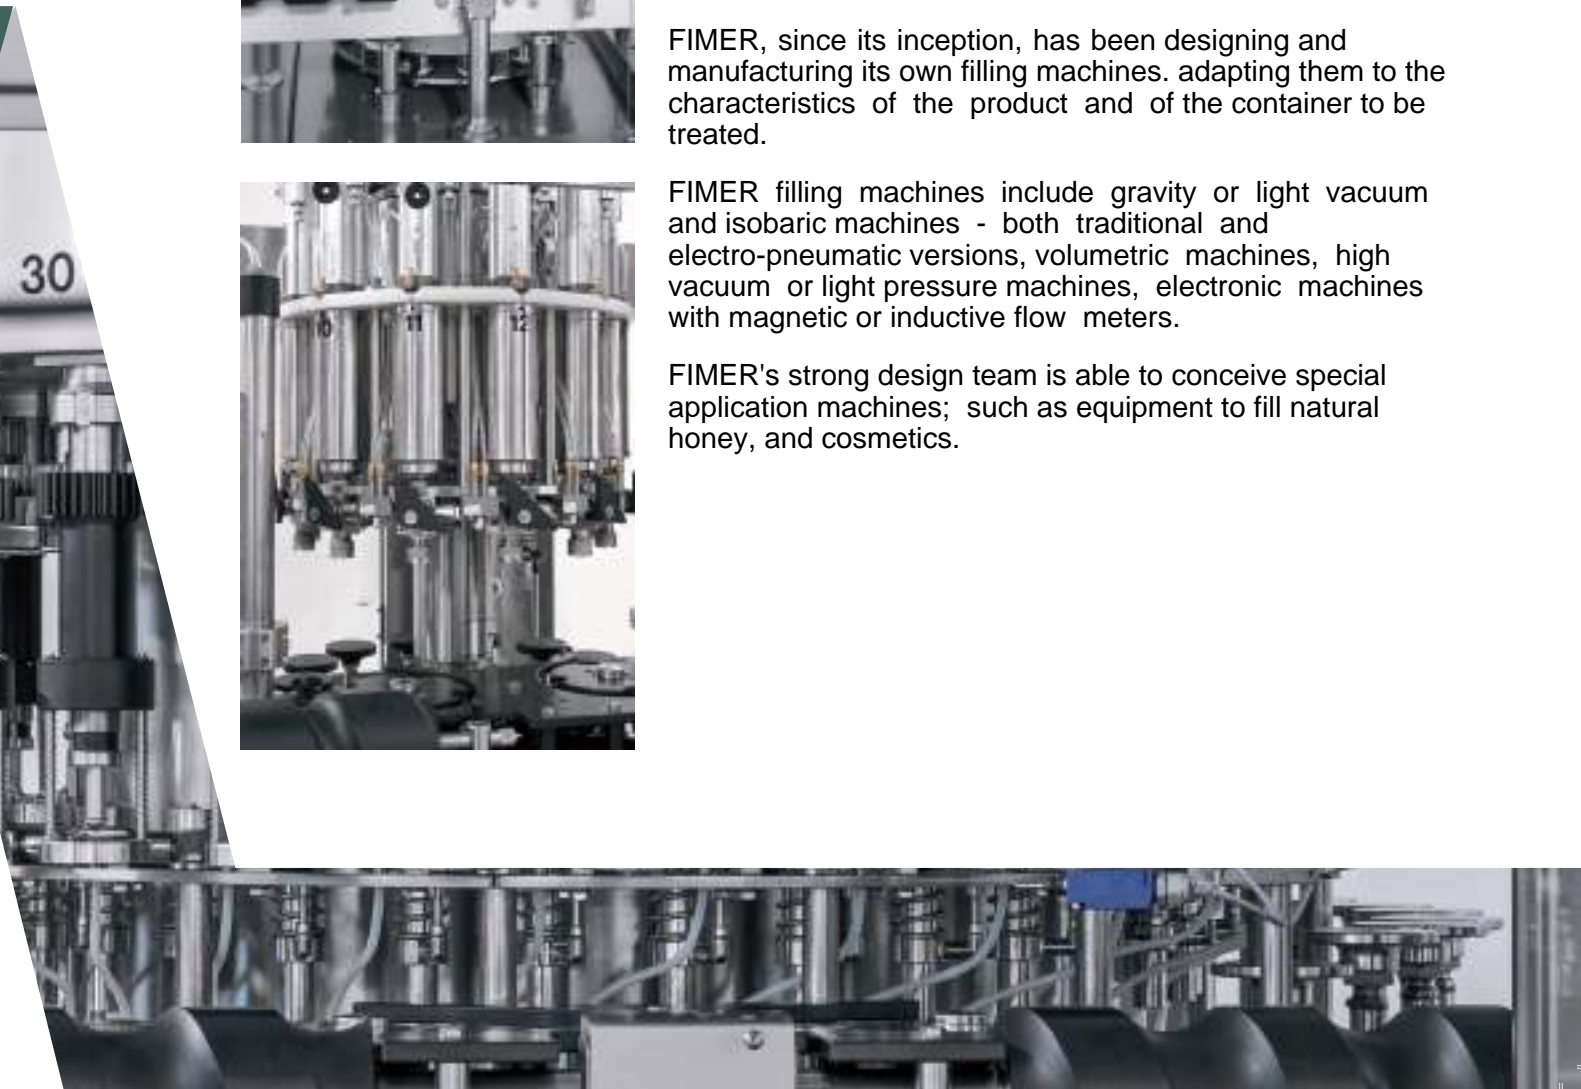 FIMER, since its inception, has been designing and
manufacturing its own filling machines. adapting them to the
characteristics of the product and of the container to be
treated.
FIMER filling machines include gravity or light vacuum
and isobaric machines - both traditional and
electro-pneumatic versions, volumetric machines, high
vacuum or light pressure machines, electronic machines
with magnetic or inductive flow meters.
FIMER's strong design team is able to conceive special
application machines; such as equipment to fill natural
honey, and cosmetics.
30
10 11 12